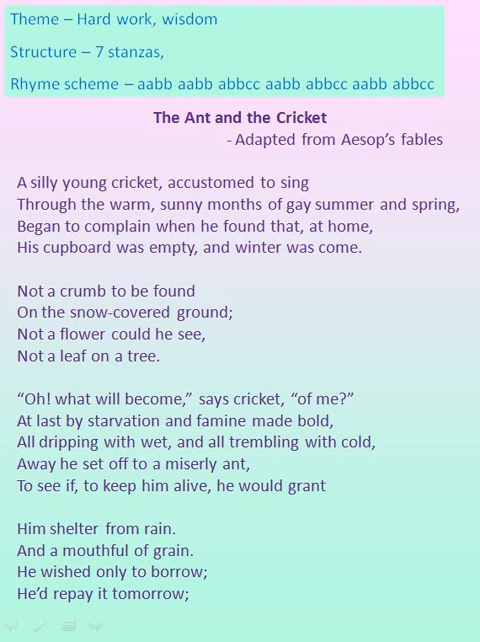 Theme – Hard work, wisdom
Structure – 7 stanzas,
Rhyme scheme – aabb aabb abbcc aabb abbcc aabb abbcc
The Ant and the Cricket
- Adapted from Aesop's fables
A silly young cricket, accustomed to sing
Through the warm, sunny months of gay summer and spring,
Began to complain when he found that, at home,
His cupboard was empty, and winter was come.
Not a crumb to be found
On the snow-covered ground;
Not a flower could he see,
Not a leaf on a tree.
“Oh! what will become,” says cricket, “of me?”
At last by starvation and famine made bold,
All dripping with wet, and all trembling with cold,
Away he set off to a miserly ant,
To see if, to keep him alive, he would grant
Him shelter from rain.
And a mouthful of grain.
He wished only to borrow;
He’d repay it tomorrow;